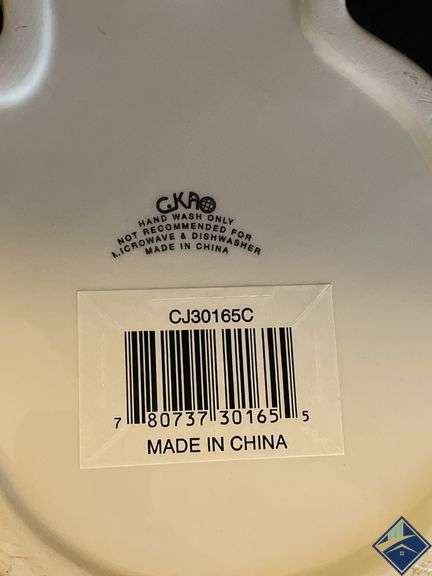 GKAO
HAND WASH ONLY
NOT RECOMMENDED FOR
MICROWAVE & DISHWASHER
MADE IN CHINA
CJ30165C
7 80737 30165 5
MADE IN CHINA